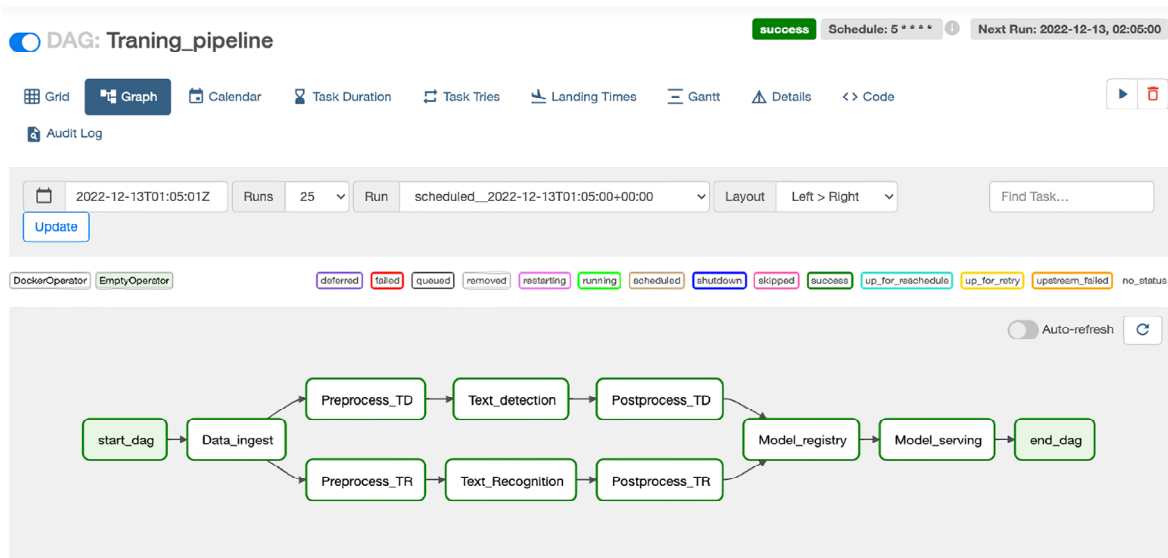 DAG: Traning_pipeline
success Schedule: 5 * * * * Next Run: 2022-12-13, 02:05:00
Grid Graph Calendar Task Duration Task Tries Landing Times Gantt Details <> Code
Audit Log
2022-12-13T01:05:01Z Runs 25 Run scheduled__2022-12-13T01:05:00+00:00 Layout Left > Right Find Task...
Update
DockerOperator EmptyOperator deferred failed queued removed restarting running scheduled shutdown skipped success up_for_reschedule up_for_retry upstream_failed no_status
Auto-refresh
Preprocess_TD Text_detection Postprocess_TD
start_dag Data_ingest Model_registry Model_serving end_dag
Preprocess_TR Text_Recognition Postprocess_TR